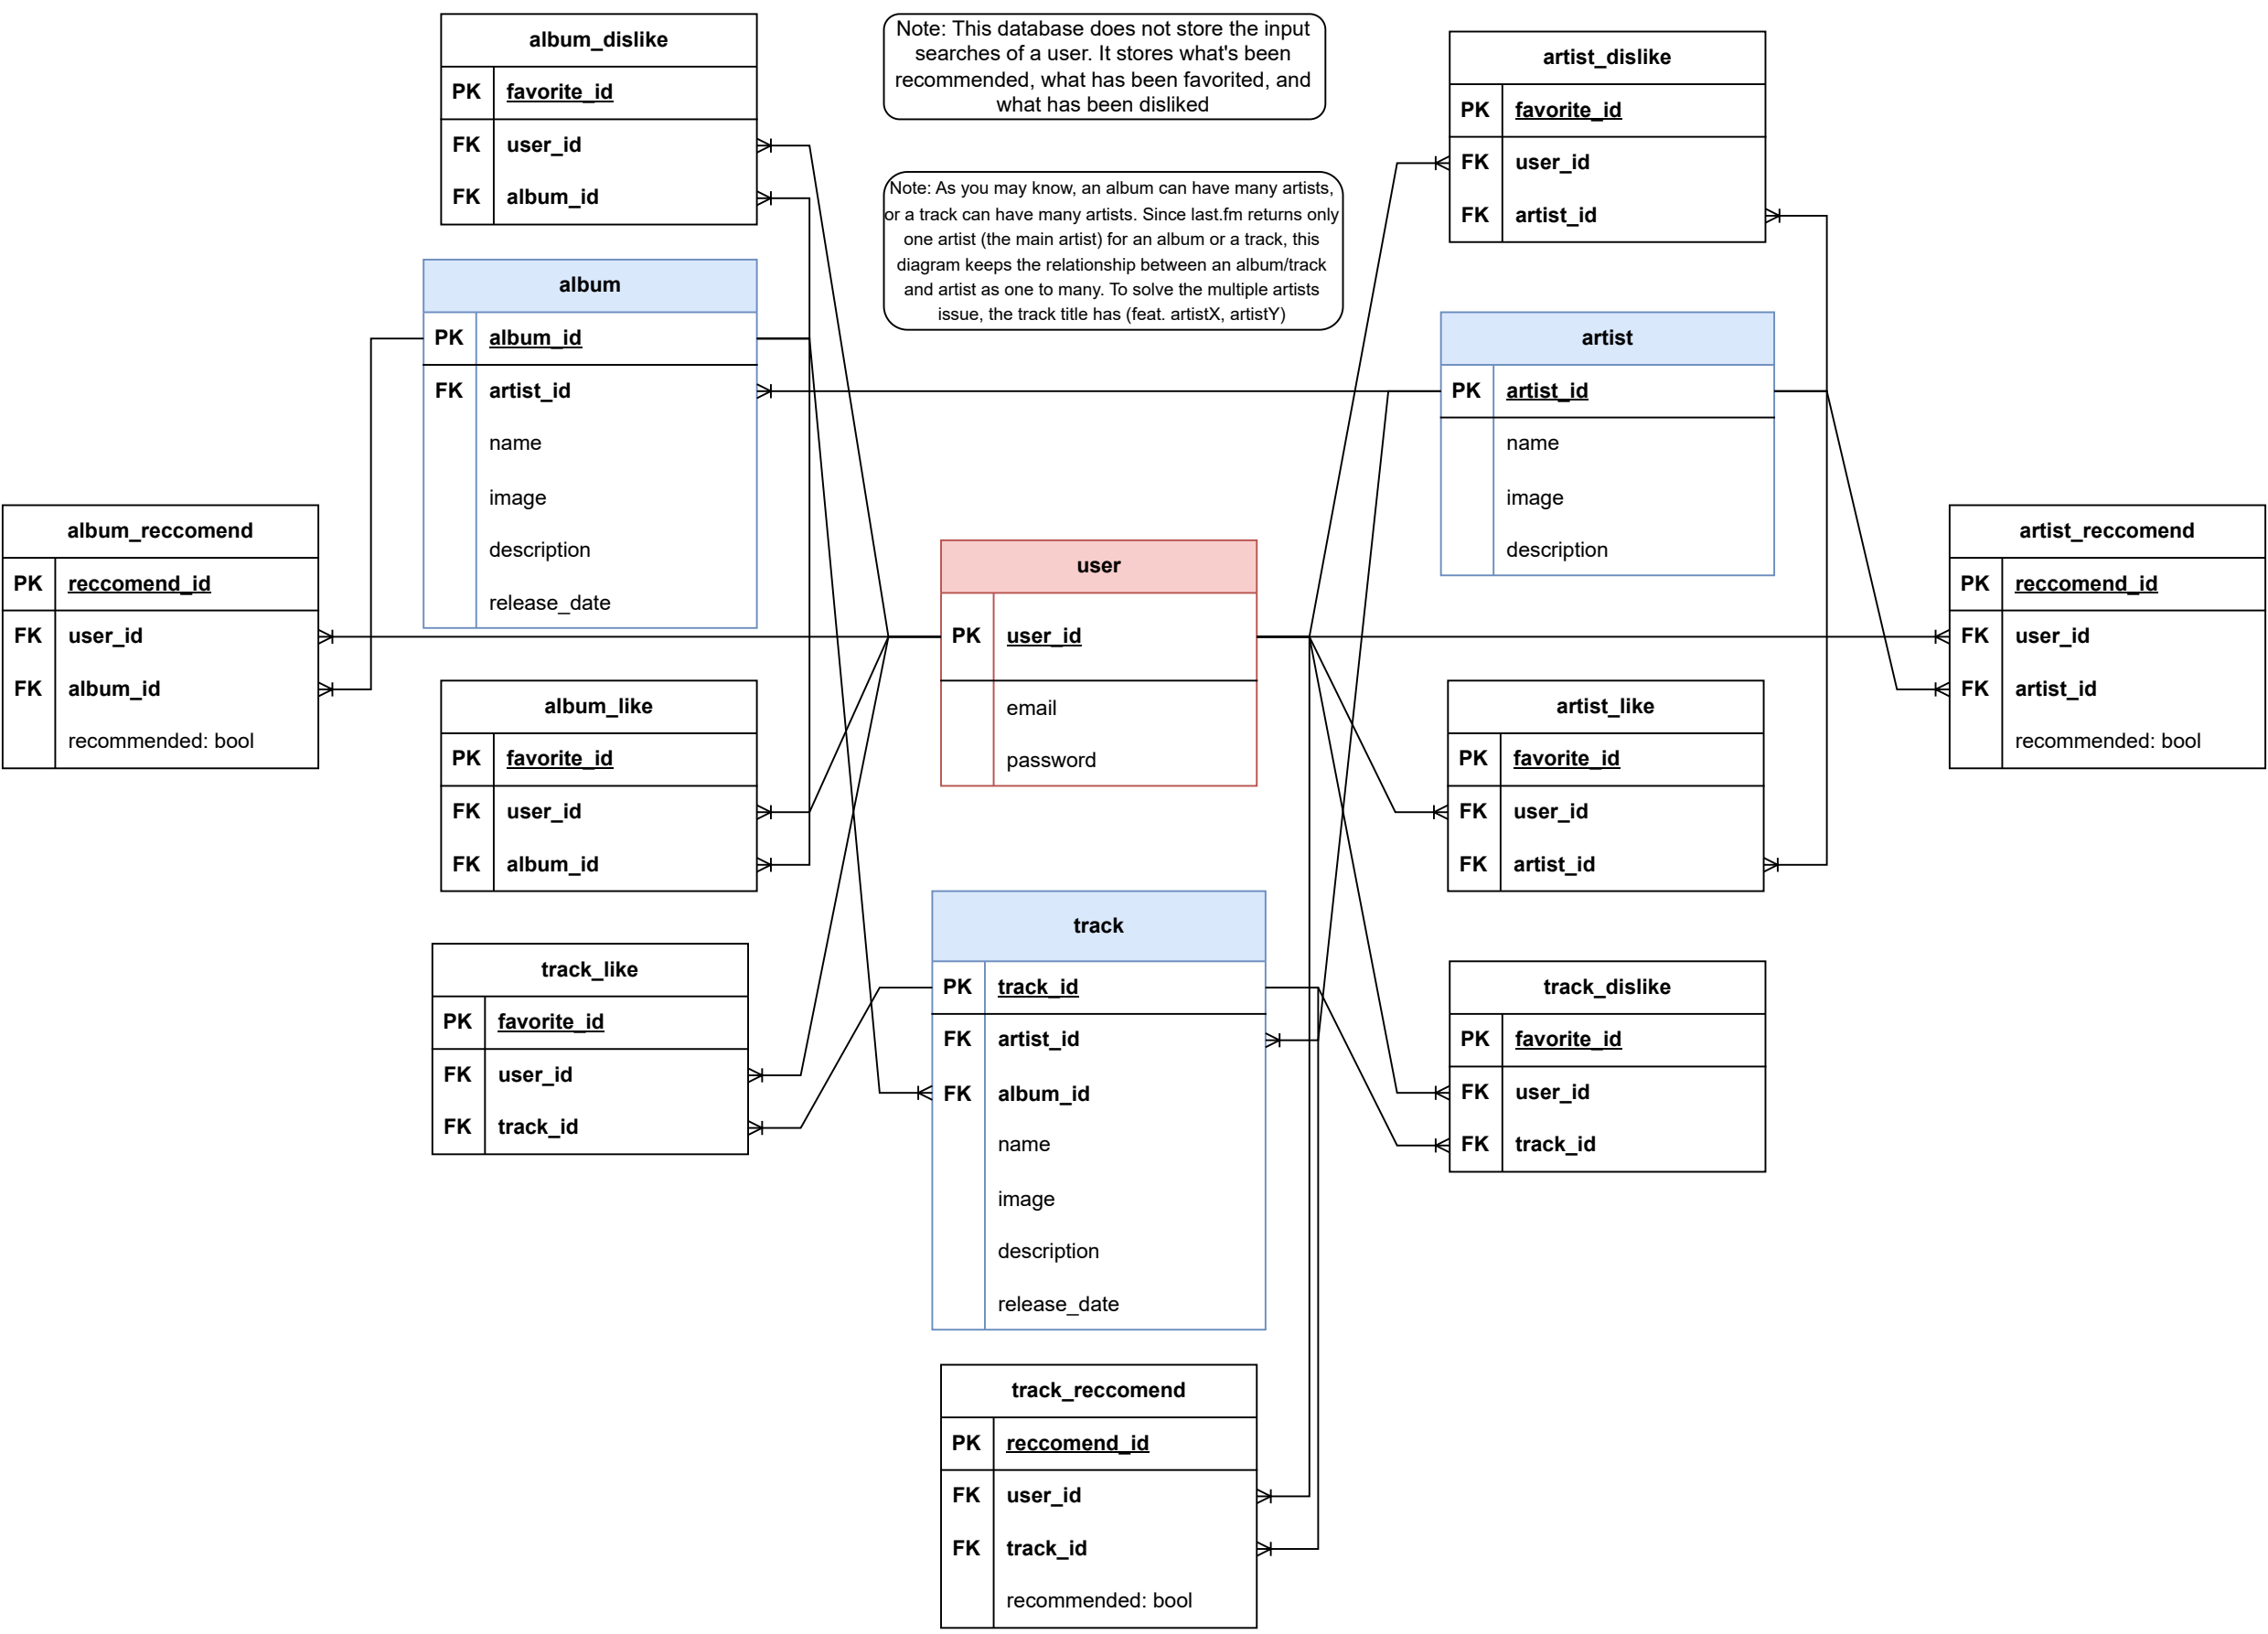 album_dislike
PK favorite_id
FK user_id
FK album_id
Note: This database does not store the input
searches of a user. It stores what's been
recommended, what has been favorited, and
what has been disliked
Note: As you may know, an album can have many artists,
or a track can have many artists. Since last.fm returns only
one artist (the main artist) for an album or a track, this
diagram keeps the relationship between an album/track
and artist as one to many. To solve the multiple artists
issue, the track title has (feat. artistX, artistY)
artist_dislike
PK favorite_id
FK user_id
FK artist_id
album
PK album_id
FK artist_id
name
image
description
release_date
artist
PK artist_id
name
image
description
album_reccomend
PK reccomend_id
FK user_id
FK album_id
recommended: bool
user
PK user_id
email
password
artist_reccomend
PK reccomend_id
FK user_id
FK artist_id
recommended: bool
album_like
PK favorite_id
FK user_id
FK album_id
artist_like
PK favorite_id
FK user_id
FK artist_id
track_like
PK favorite_id
FK user_id
FK track_id
track
PK track_id
FK artist_id
FK album_id
name
image
description
release_date
track_dislike
PK favorite_id
FK user_id
FK track_id
track_reccomend
PK reccomend_id
FK user_id
FK track_id
recommended: bool